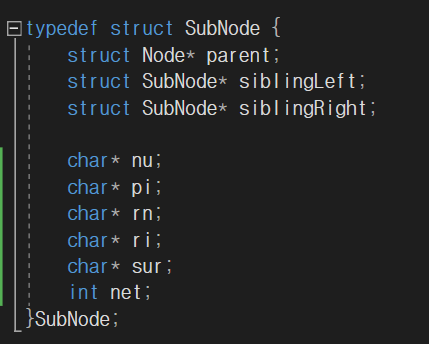 typedef struct SubNode {
struct Node* parent;
struct SubNode* siblingLeft;
struct SubNode* siblingRight;
char* nu;
char* pi;
char* rn;
char* ri;
char* sur;
int net;
}SubNode;